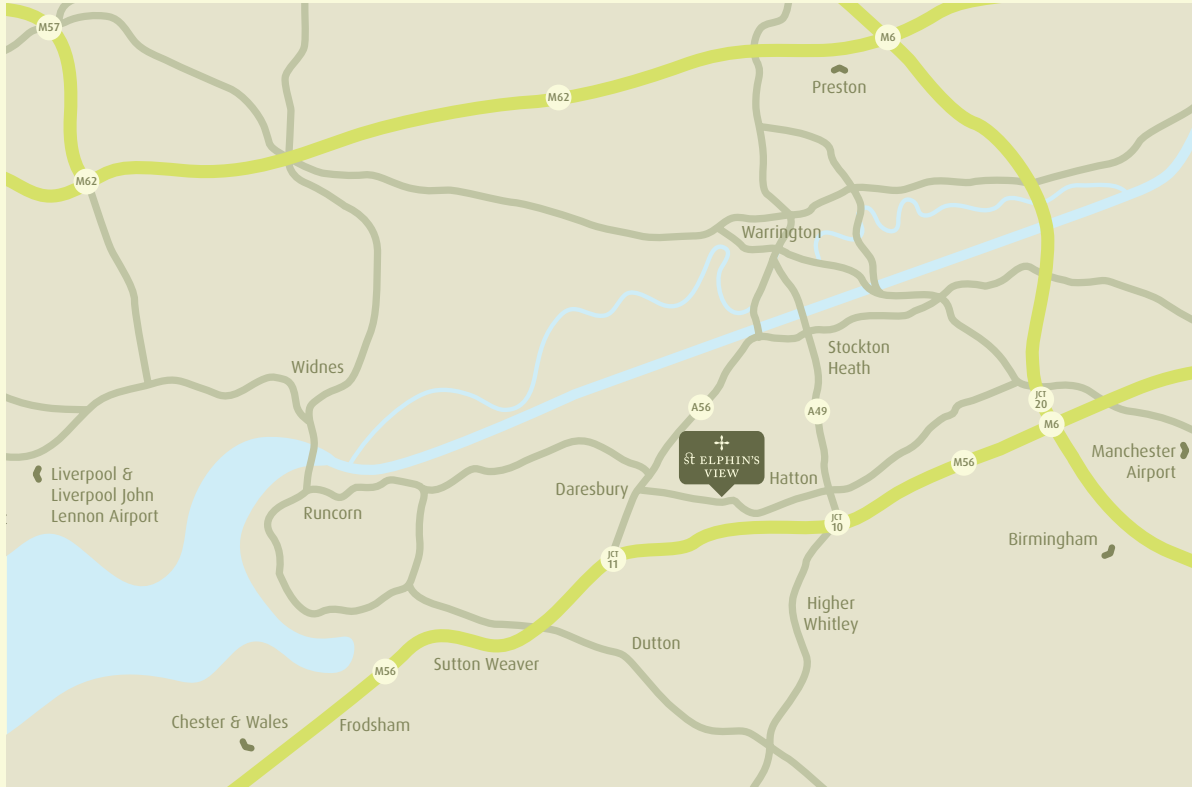 M57
M6
M62
Preston
M62
Warrington
Stockton
Heath
Widnes
A56
A49
JCT
20
M6
St ELPHIN'S
VIEW
Manchester
Airport
M56
Hatton
Daresbury
Liverpool &
Liverpool John
Lennon Airport
Runcorn
JCT
10
JCT
11
Birmingham
Higher
Whitley
Dutton
Sutton Weaver
M56
Chester & Wales
Frodsham